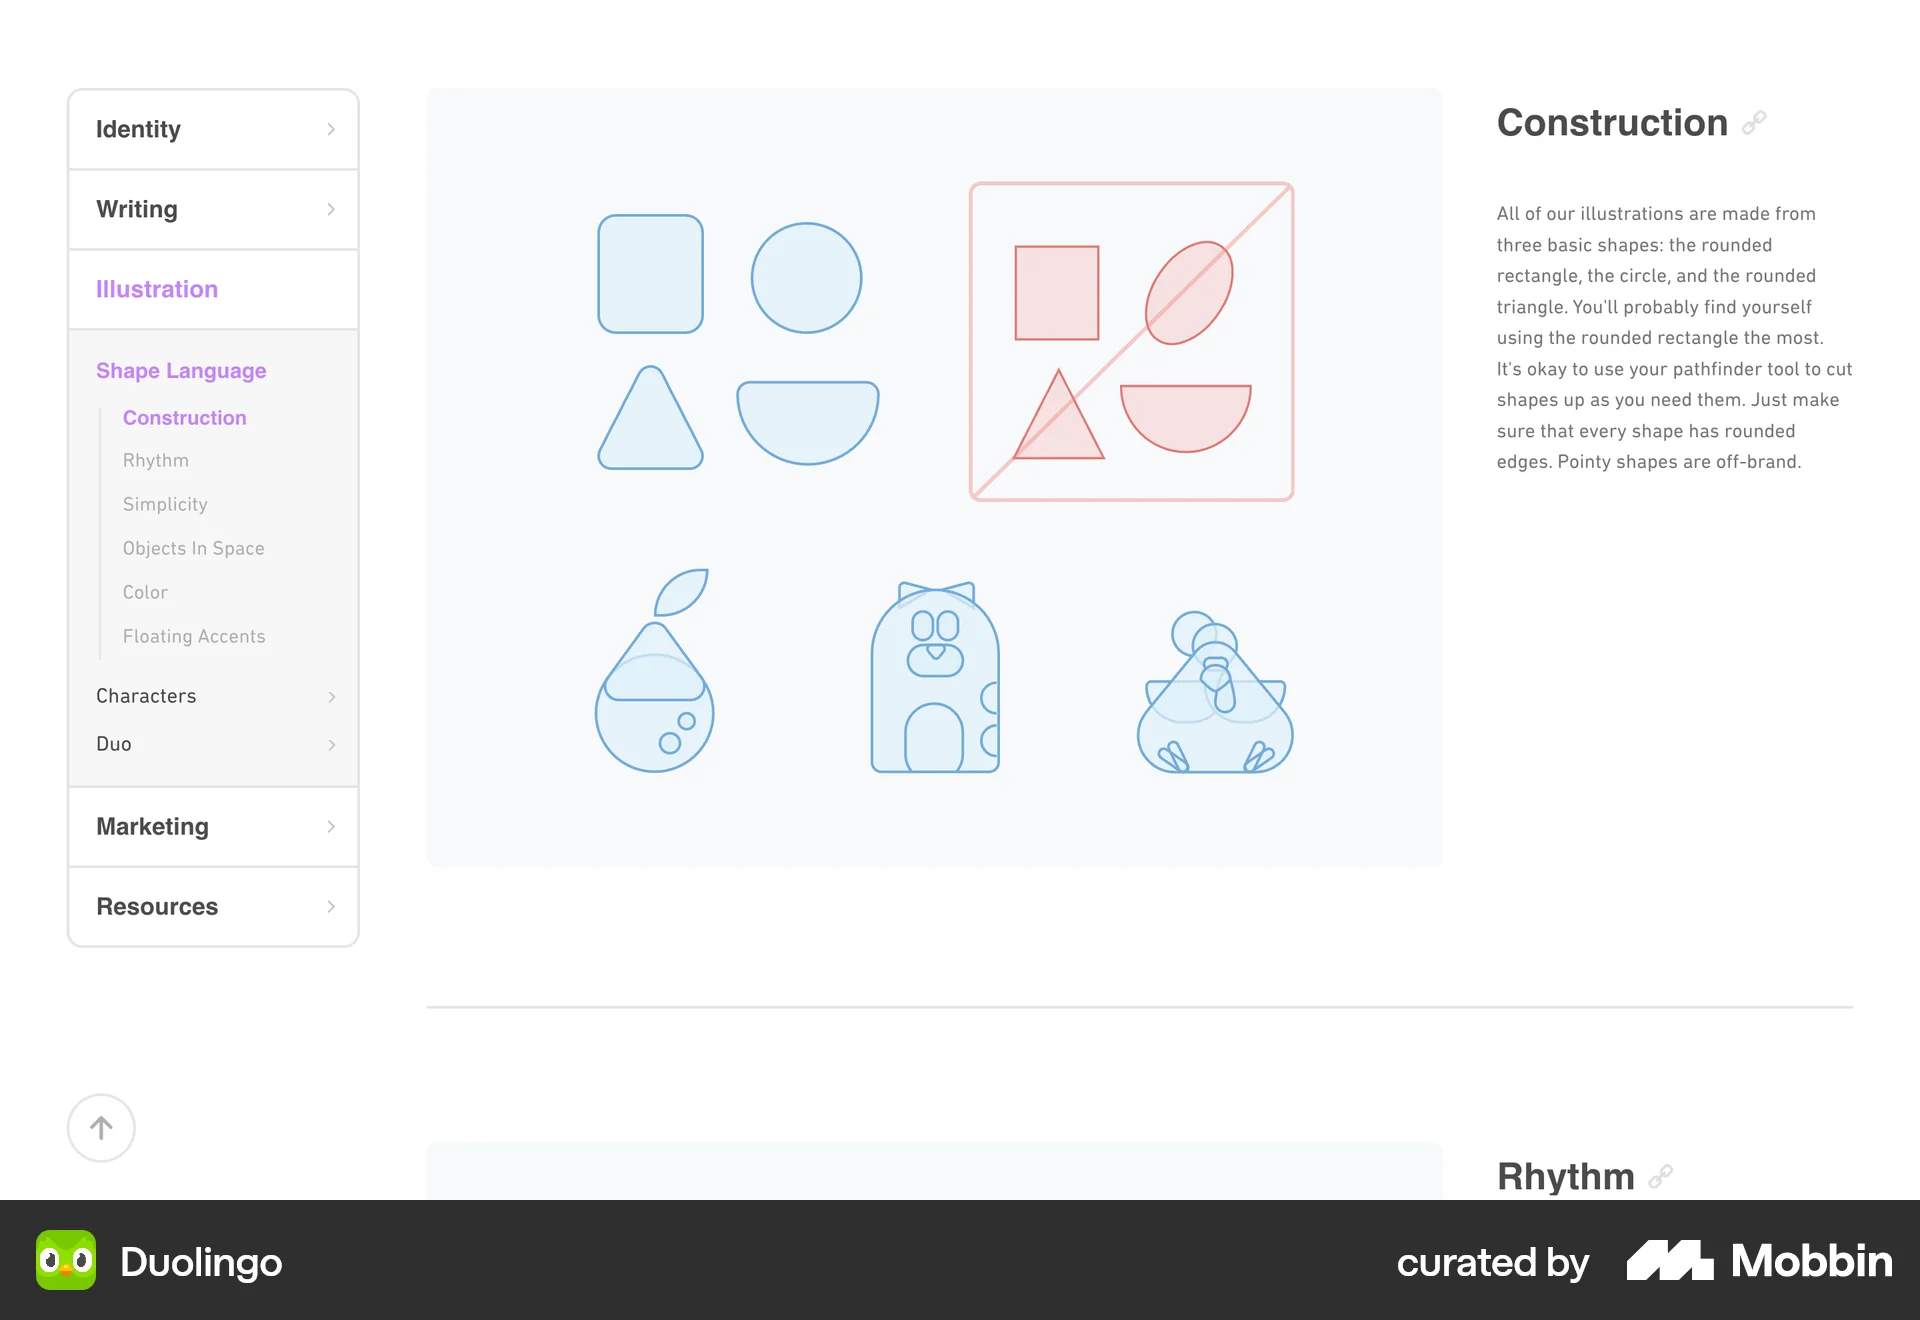 Identity
Writing
Illustration
Shape Language
Construction
Rhythm
Simplicity
Objects In Space
Color
Floating Accents
Characters
Duo
Marketing
Resources
Construction
All of our illustrations are made from
three basic shapes: the rounded
rectangle, the circle, and the rounded
triangle. You'll probably find yourself
using the rounded rectangle the most.
It's okay to use your pathfinder tool to cut
shapes up as you need them. Just make
sure that every shape has rounded
edges. Pointy shapes are off-brand.
Rhythm
Duolingo
curated by Mobbin